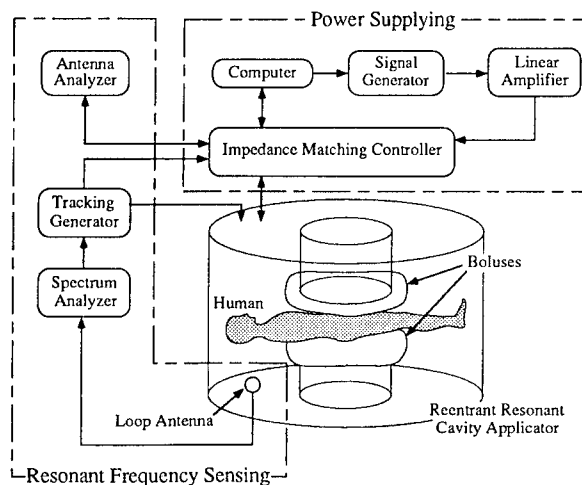 Power Supplying
Antenna
Analyzer
Computer
Signal
Generator
Linear
Amplifier
Impedance Matching Controller
Tracking
Generator
Spectrum
Analyzer
Human
Boluses
Loop Antenna
Reentrant Resonant
Cavity Applicator
Resonant Frequency Sensing